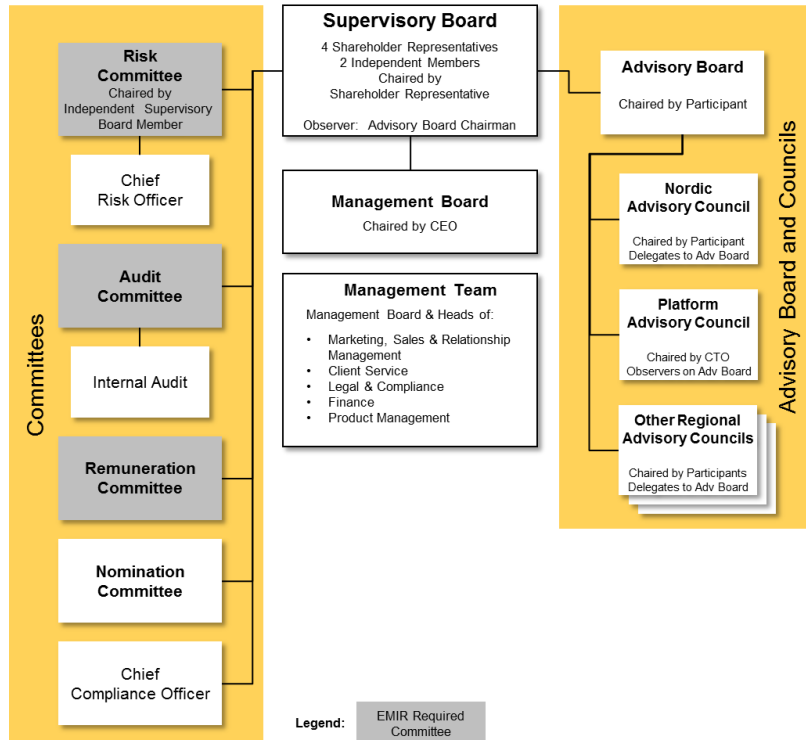 Committees
Risk
Committee
Chaired by
Independent Supervisory
Board Member
Chief
Risk Officer
Audit
Committee
Internal Audit
Remuneration
Committee
Nomination
Committee
Chief
Compliance Officer
Supervisory Board
4 Shareholder Representatives
2 Independent Members
Chaired by
Shareholder Representative
Observer: Advisory Board Chairman
Management Board
Chaired by CEO
Management Team
Management Board & Heads of:
• Marketing, Sales & Relationship
Management
• Client Service
• Legal & Compliance
• Finance
• Product Management
Advisory Board
Chaired by Participant
Nordic
Advisory Council
Chaired by Participant
Delegates to Adv Board
Platform
Advisory Council
Chaired by CTO
Observers on Adv Board
Other Regional
Advisory Councils
Chaired by Participants
Delegates to Adv Board
Advisory Board and Councils
Legend:
EMIR Required
Committee